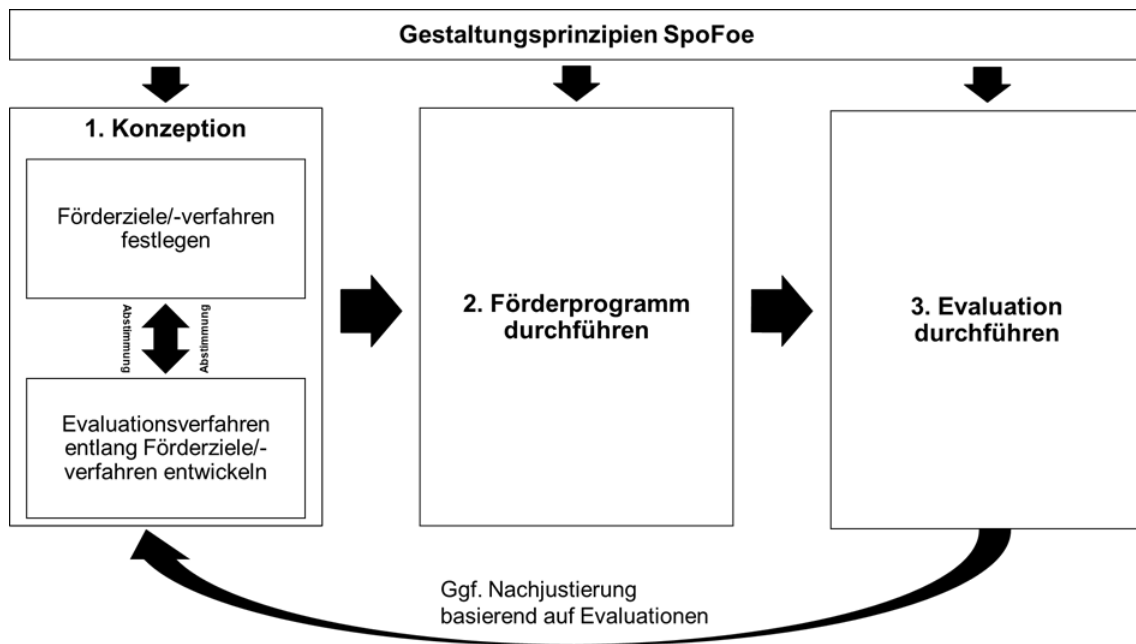 Gestaltungsprinzipien SpoFoe
1. Konzeption
Förderziele/-verfahren
festlegen
Abstimmung
Abstimmung
Evaluationsverfahren
entlang Förderziele/-
verfahren entwickeln
2. Förderprogramm
durchführen
3. Evaluation
durchführen
Ggf. Nachjustierung
basierend auf Evaluationen